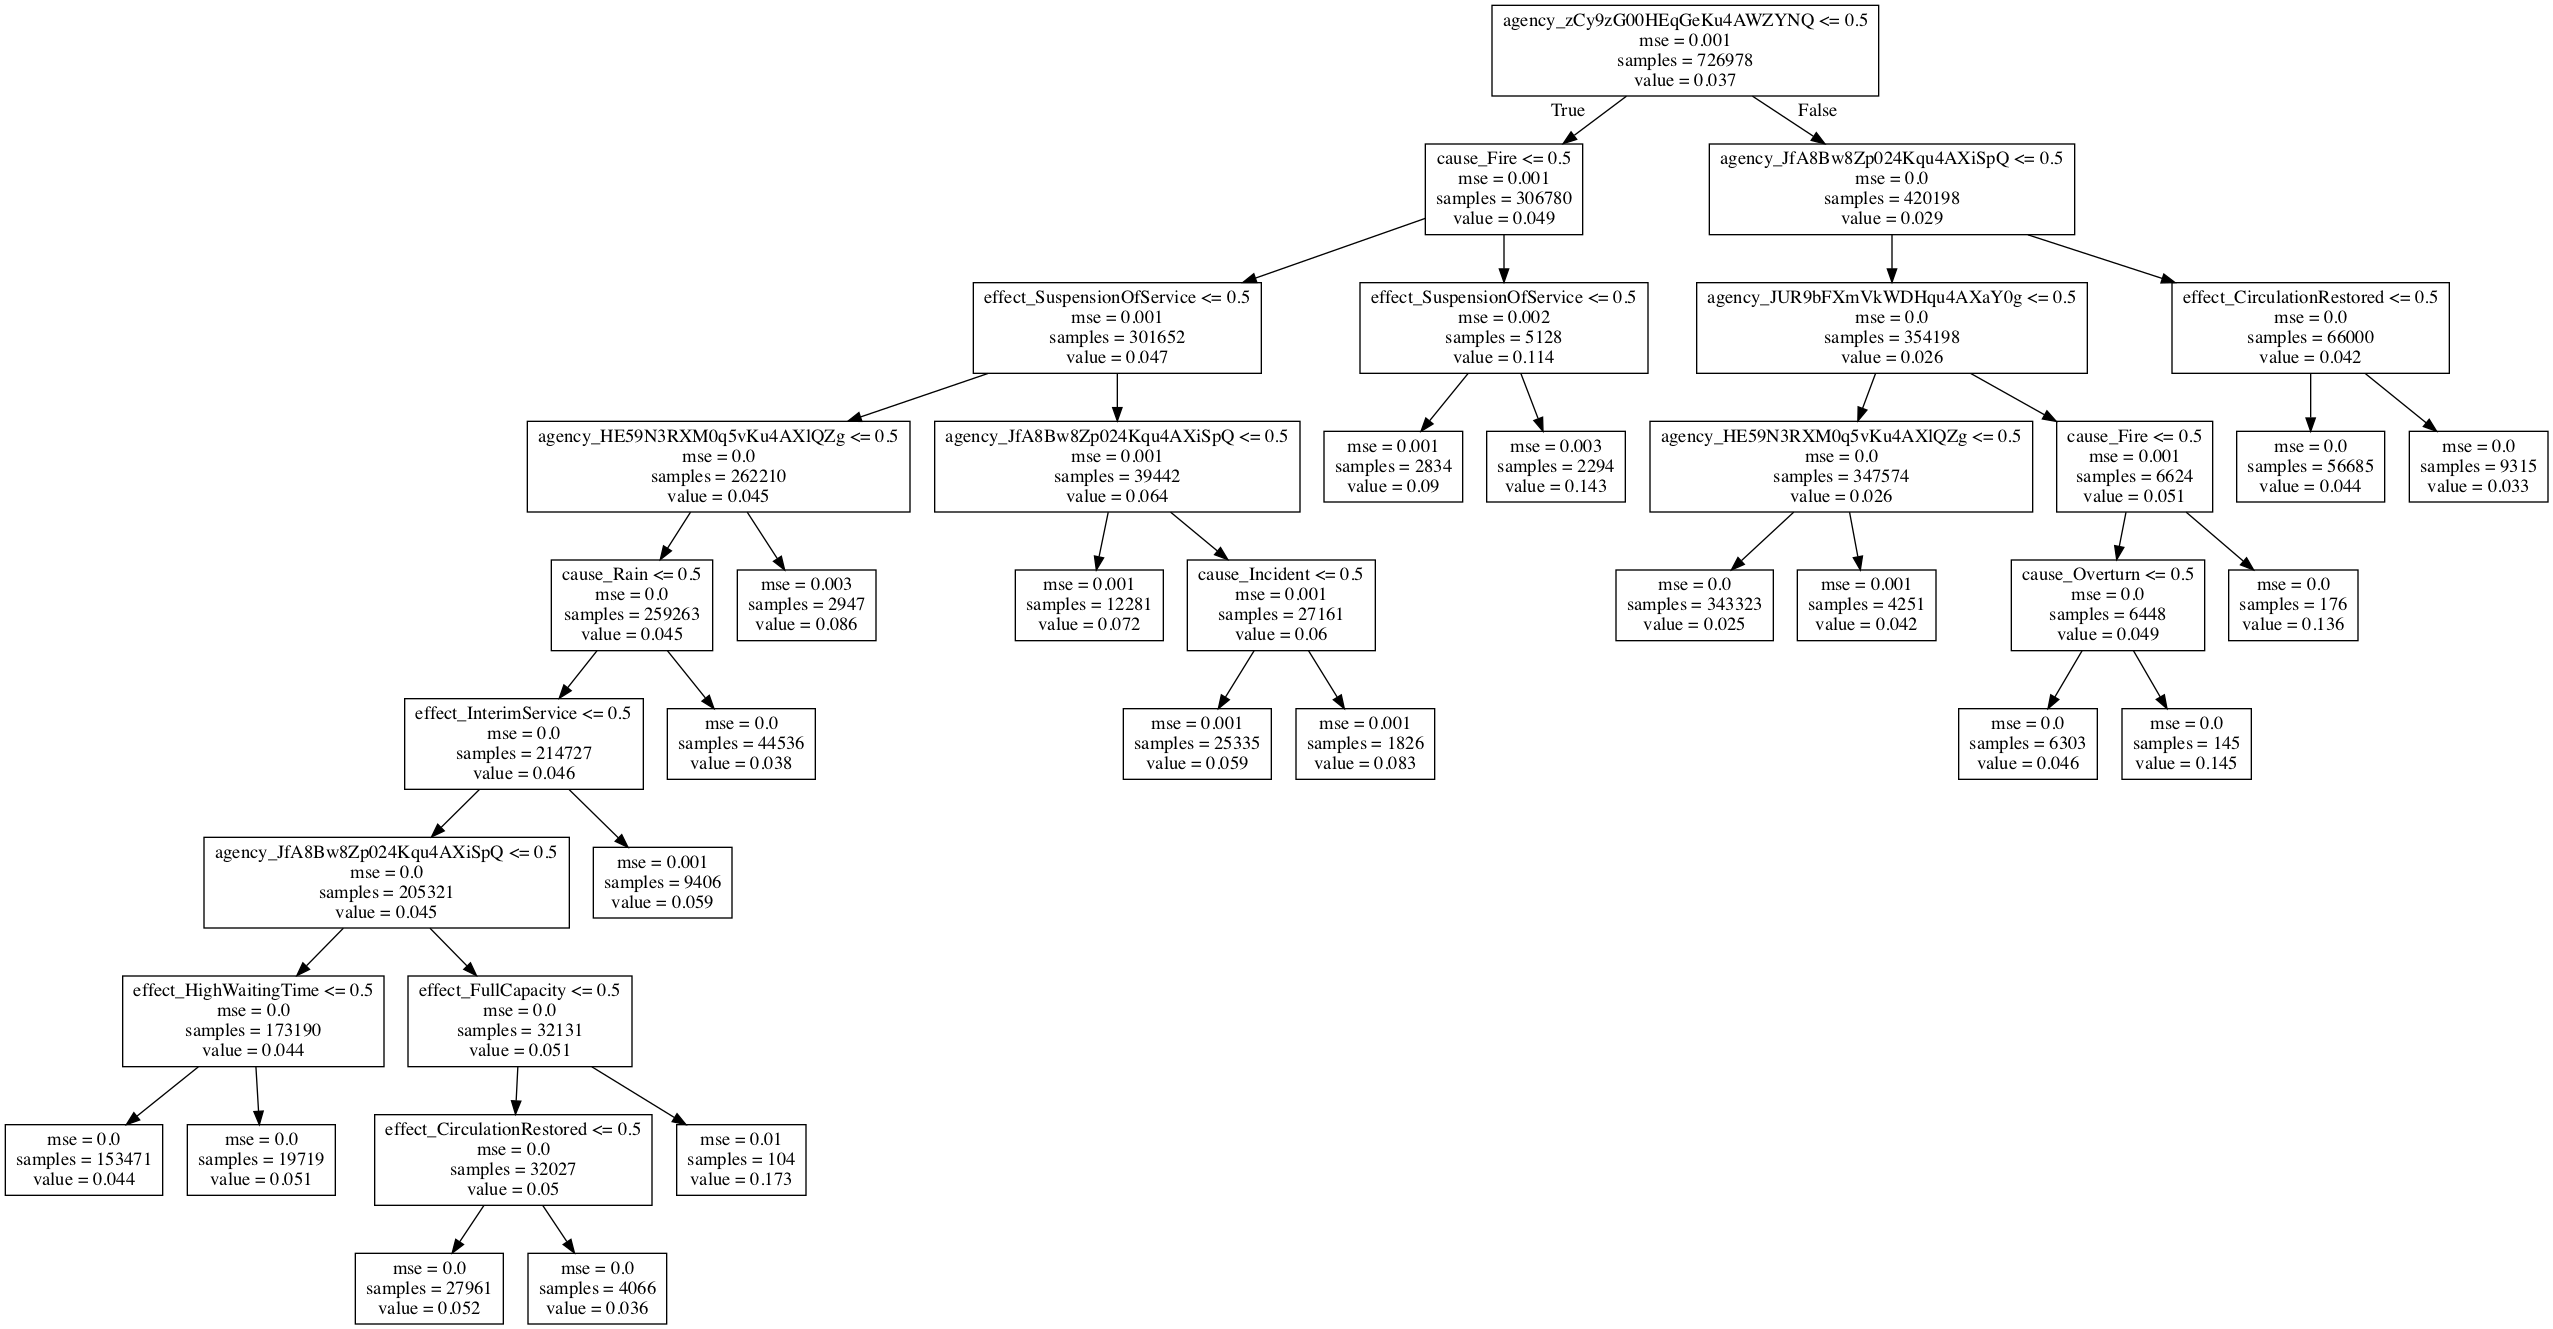 agency_zCy9zG00HEqGeKu4AWZYNQ <= 0.5
mse = 0.001
samples = 726978
value = 0.037
True
False
cause_Fire <= 0.5
mse = 0.001
samples = 306780
value = 0.049
agency_JfA8Bw8Zp024Kqu4AXiSpQ <= 0.5
mse = 0.0
samples = 420198
value = 0.029
effect_SuspensionOfService <= 0.5
mse = 0.001
samples = 301652
value = 0.047
effect_SuspensionOfService <= 0.5
mse = 0.002
samples = 5128
value = 0.114
agency_JUR9bFXmVkWDHqu4AXaY0g <= 0.5
mse = 0.0
samples = 354198
value = 0.026
effect_CirculationRestored <= 0.5
mse = 0.0
samples = 66000
value = 0.042
agency_HE59N3RXM0q5vKu4AXlQZg <= 0.5
mse = 0.0
samples = 262210
value = 0.045
agency_JfA8Bw8Zp024Kqu4AXiSpQ <= 0.5
mse = 0.001
samples = 39442
value = 0.064
mse = 0.001
samples = 2834
value = 0.09
mse = 0.003
samples = 2294
value = 0.143
agency_HE59N3RXM0q5vKu4AXlQZg <= 0.5
mse = 0.0
samples = 347574
value = 0.026
cause_Fire <= 0.5
mse = 0.001
samples = 6624
value = 0.051
mse = 0.0
samples = 56685
value = 0.044
mse = 0.0
samples = 9315
value = 0.033
cause_Rain <= 0.5
mse = 0.0
samples = 259263
value = 0.045
mse = 0.003
samples = 2947
value = 0.086
mse = 0.001
samples = 12281
value = 0.072
cause_Incident <= 0.5
mse = 0.001
samples = 27161
value = 0.06
mse = 0.0
samples = 343323
value = 0.025
mse = 0.001
samples = 4251
value = 0.042
cause_Overturn <= 0.5
mse = 0.0
samples = 6448
value = 0.049
mse = 0.0
samples = 176
value = 0.136
effect_InterimService <= 0.5
mse = 0.0
samples = 214727
value = 0.046
mse = 0.0
samples = 44536
value = 0.038
mse = 0.001
samples = 25335
value = 0.059
mse = 0.001
samples = 1826
value = 0.083
mse = 0.0
samples = 6303
value = 0.046
mse = 0.0
samples = 145
value = 0.145
agency_JfA8Bw8Zp024Kqu4AXiSpQ <= 0.5
mse = 0.0
samples = 205321
value = 0.045
mse = 0.001
samples = 9406
value = 0.059
effect_HighWaitingTime <= 0.5
mse = 0.0
samples = 173190
value = 0.044
effect_FullCapacity <= 0.5
mse = 0.0
samples = 32131
value = 0.051
mse = 0.0
samples = 153471
value = 0.044
mse = 0.0
samples = 19719
value = 0.051
effect_CirculationRestored <= 0.5
mse = 0.0
samples = 32027
value = 0.05
mse = 0.01
samples = 104
value = 0.173
mse = 0.0
samples = 27961
value = 0.052
mse = 0.0
samples = 4066
value = 0.036